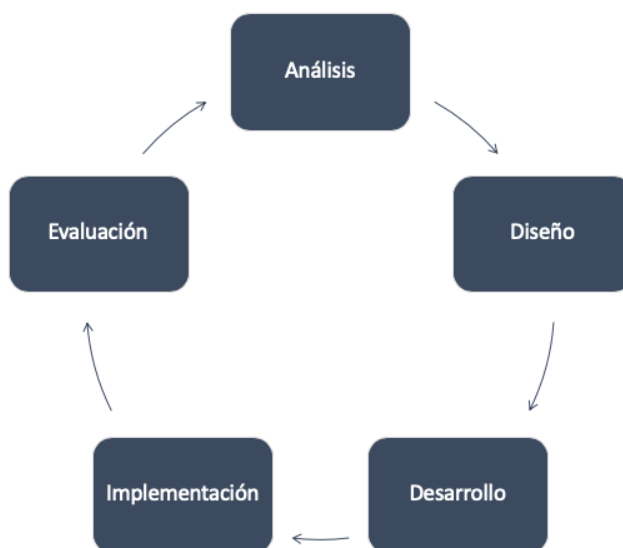 Análisis
Diseño
Desarrollo
Implementación
Evaluación